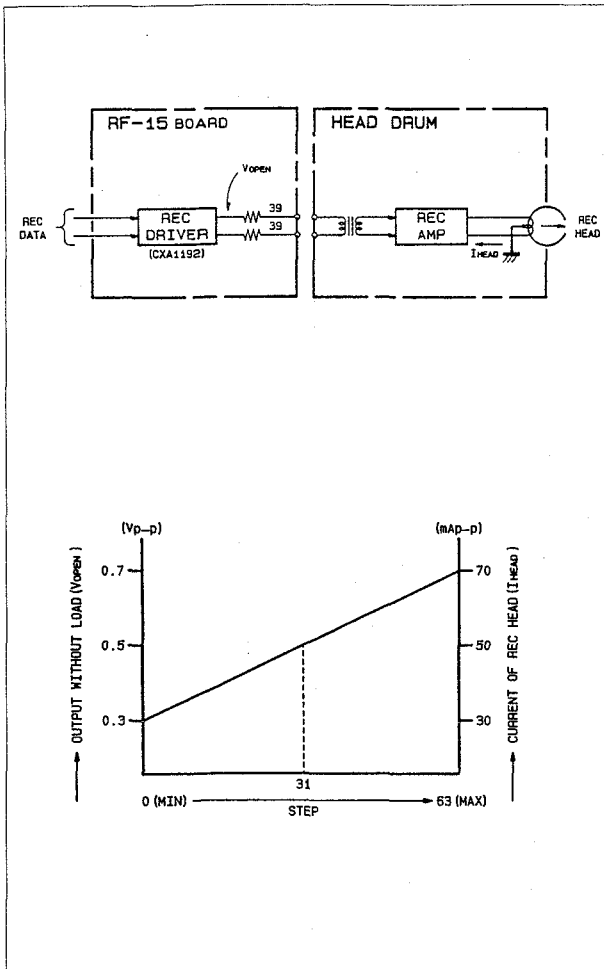 RF-15 BOARD
HEAD DRUM
VOPEN
39
39
REC DATA
REC DRIVER
(CXA1192)
REC AMP
IHEAD
REC HEAD
(Vp-p)
(mAp-p)
OUTPUT WITHOUT LOAD (VOPEN)
0.7
0.5
0.3
70
50
30
CURRENT OF REC HEAD (IHEAD)
31
0 (MIN)
63 (MAX)
STEP